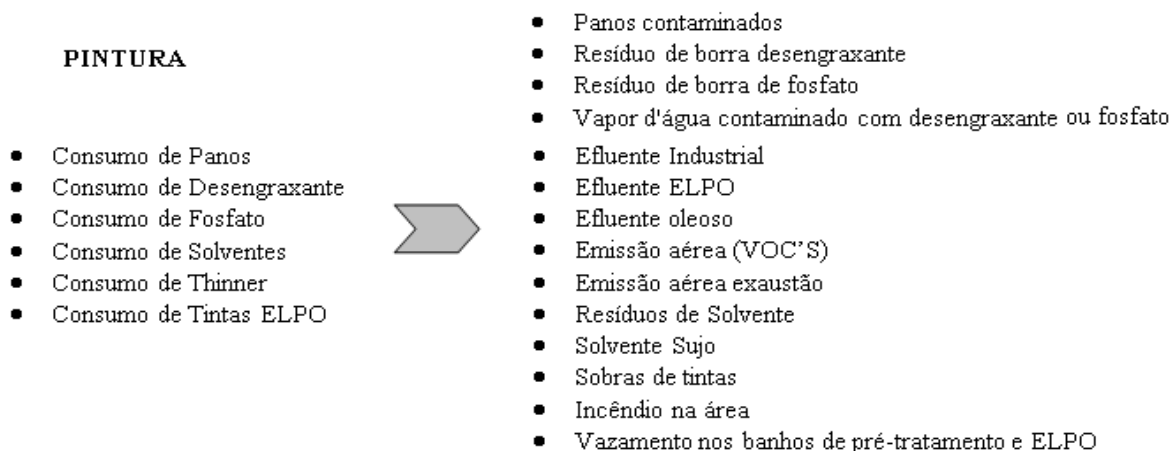 PINTURA
• Consumo de Panos
• Consumo de Desengraxante
• Consumo de Fosfato
• Consumo de Solventes
• Consumo de Thinner
• Consumo de Tintas ELPO
• Panos contaminados
• Resíduo de borra desengraxante
• Resíduo de borra de fosfato
• Vapor d'água contaminado com desengraxante ou fosfato
• Efluente Industrial
• Efluente ELPO
• Efluente oleoso
• Emissão aérea (VOC'S)
• Emissão aérea exaustão
• Resíduos de Solvente
• Solvente Sujo
• Sobras de tintas
• Incêndio na área
• Vazamento nos banhos de pré-tratamento e ELPO